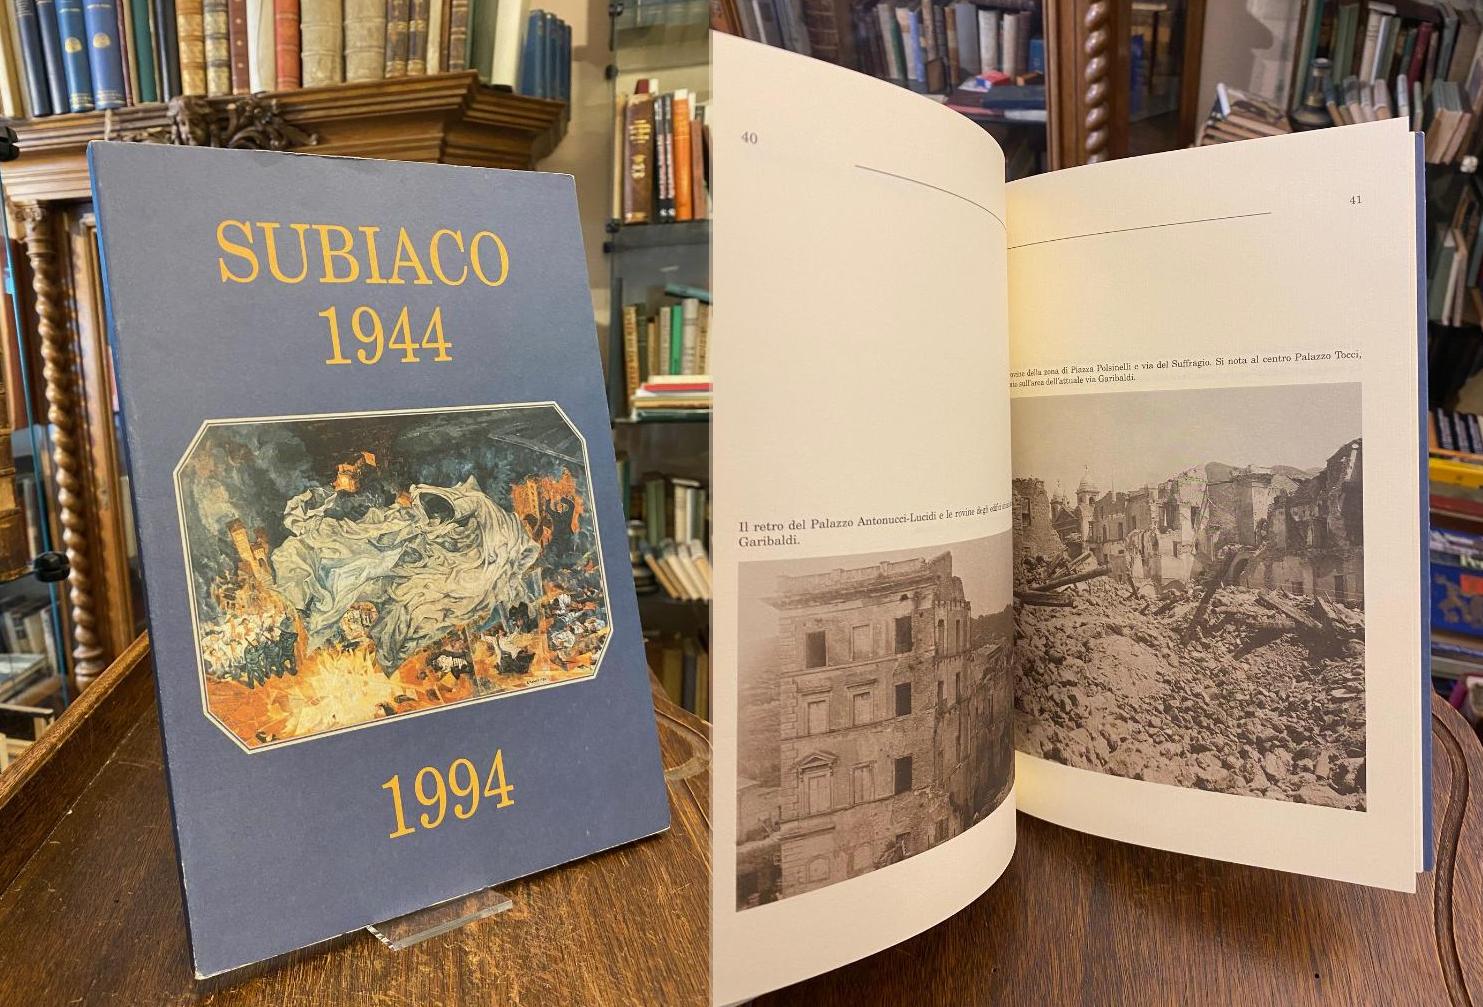 SUBIACO
1944
1994
40
Il retro del Palazzo Antonucci-Lucidi e le rovine degli edifici
Garibaldi.
41
della zona di Piazza Polsinelli e via del Suffragio. Si nota al centro Palazzo Tocci,
sull'area dell'attuale via Garibaldi.